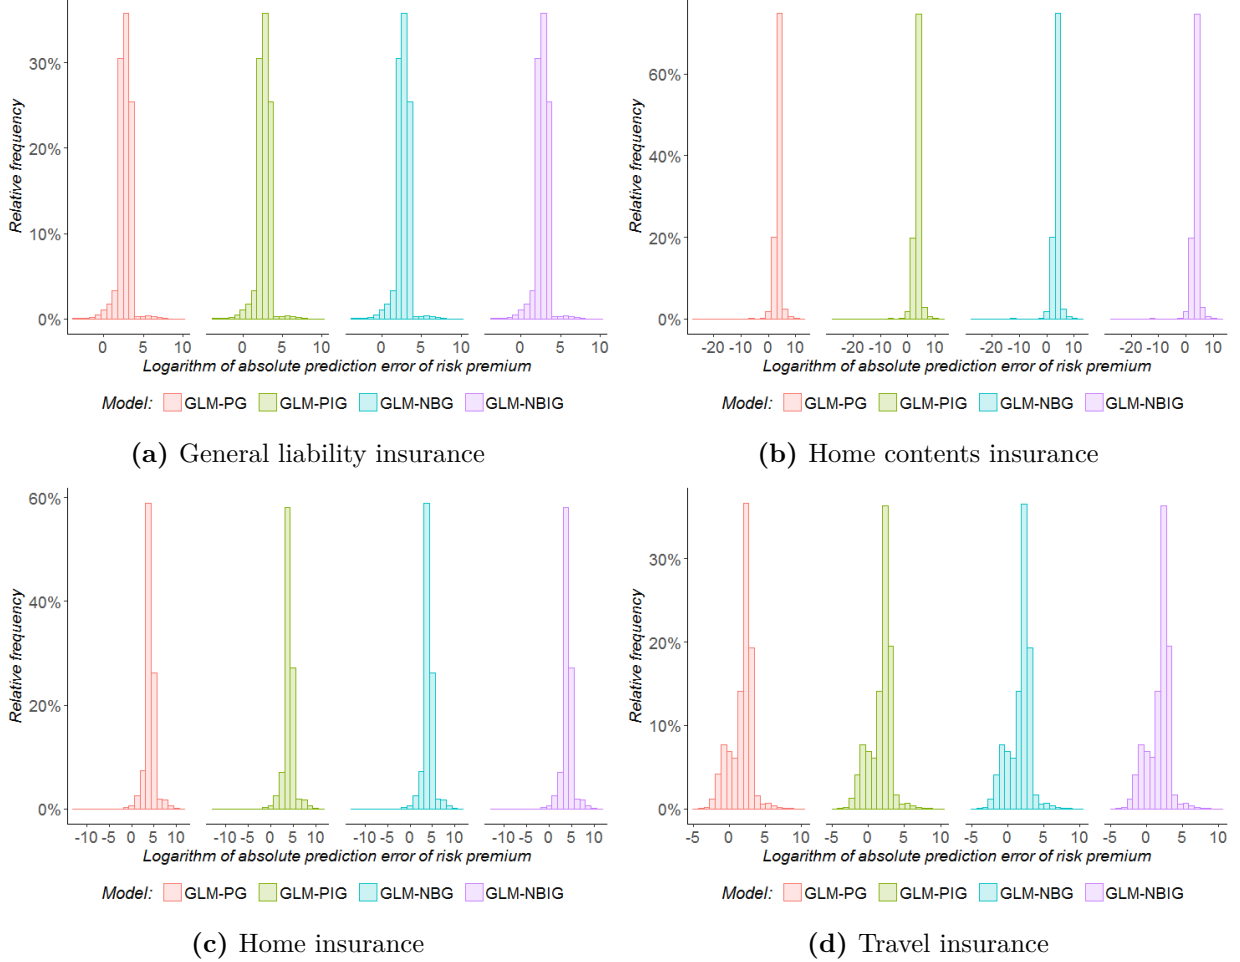 Relative frequency
30%
20%
10%
0%
0 5 10 0 5 10 0 5 10 0 5 10
Logarithm of absolute prediction error of risk premium
Model: GLM-PG GLM-PIG GLM-NBG GLM-NBIG
(a) General liability insurance
Relative frequency
60%
40%
20%
0%
-20 -10 0 10 -20 -10 0 10 -20 -10 0 10 -20 -10 0 10
Logarithm of absolute prediction error of risk premium
Model: GLM-PG GLM-PIG GLM-NBG GLM-NBIG
(b) Home contents insurance
Relative frequency
60%
40%
20%
0%
-10 -5 0 5 10 -10 -5 0 5 10 -10 -5 0 5 10 -10 -5 0 5 10
Logarithm of absolute prediction error of risk premium
Model: GLM-PG GLM-PIG GLM-NBG GLM-NBIG
(c) Home insurance
Relative frequency
30%
20%
10%
0%
-5 0 5 10 -5 0 5 10 -5 0 5 10 -5 0 5 10
Logarithm of absolute prediction error of risk premium
Model: GLM-PG GLM-PIG GLM-NBG GLM-NBIG
(d) Travel insurance